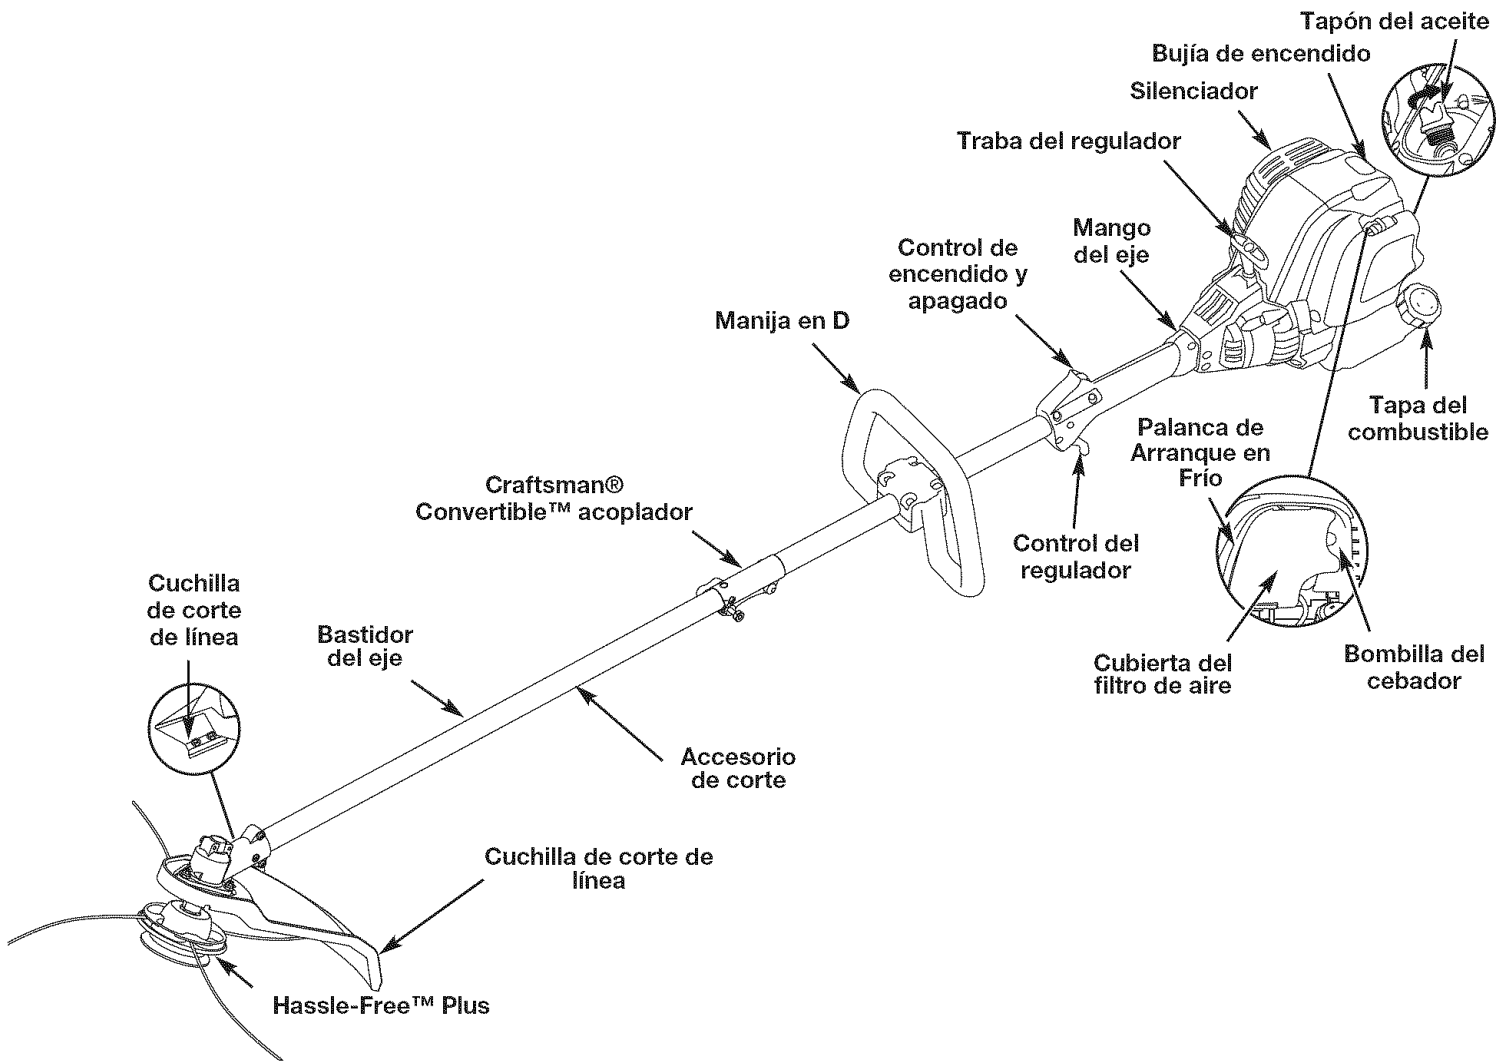 Tapón del aceite
Bujía de encendido
Silenciador
Traba del regulador
Mango
del eje
Control de
encendido y
apagado
Manija en D
Tapa del
combustible
Palanca de
Arranque en
Frío
Craftsman®
Convertible™ acoplador
Control del
regulador
Cuchilla
de corte
de línea
Bastidor
del eje
Cubierta del
filtro de aire
Bombilla del
cebador
Accesorio
de corte
Cuchilla de corte de
línea
Hassle-Free™ Plus